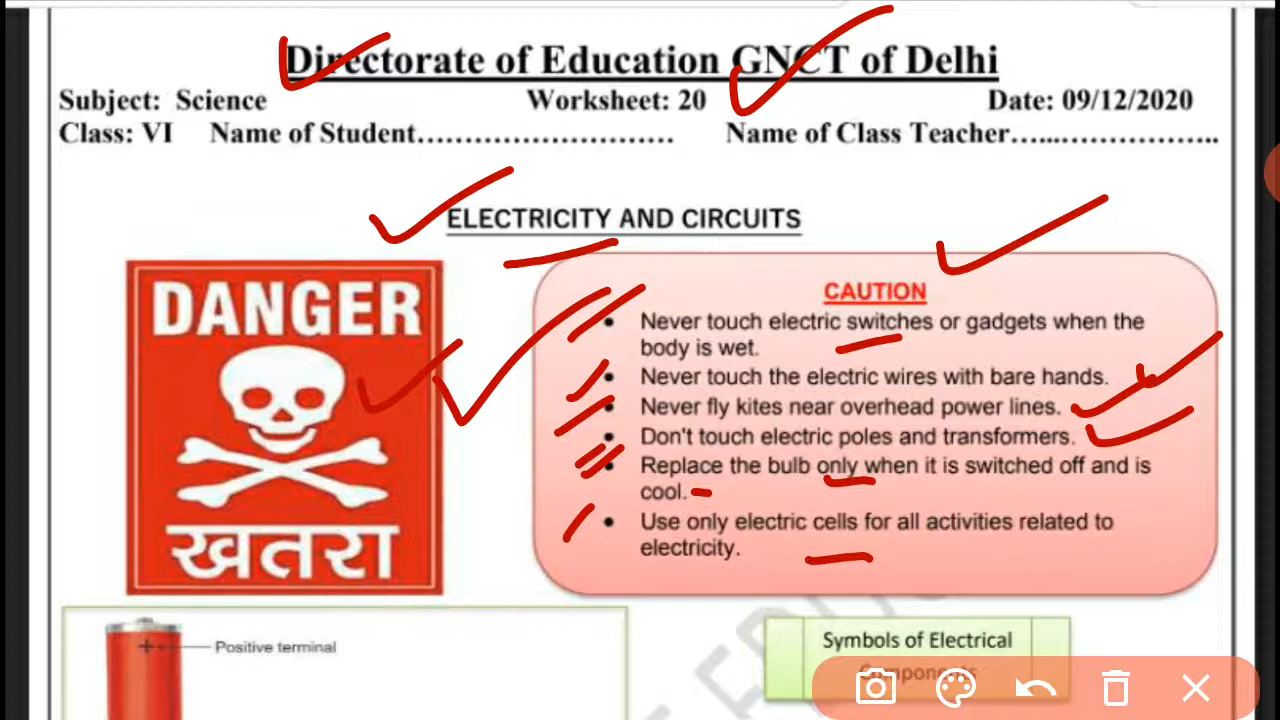 Directorate of Education GNCT of Delhi
Subject: Science Worksheet: 20 Date: 09/12/2020
Class: VI Name of Student........................... Name of Class Teacher.........................
ELECTRICITY AND CIRCUITS
DANGER
खतरा
CAUTION
• Never touch electric switches or gadgets when the
body is wet.
• Never touch the electric wires with bare hands.
• Never fly kites near overhead power lines.
• Don't touch electric poles and transformers.
• Replace the bulb only when it is switched off and is
cool.
• Use only electric cells for all activities related to
electricity.
+ Positive terminal
Symbols of Electrical
Components